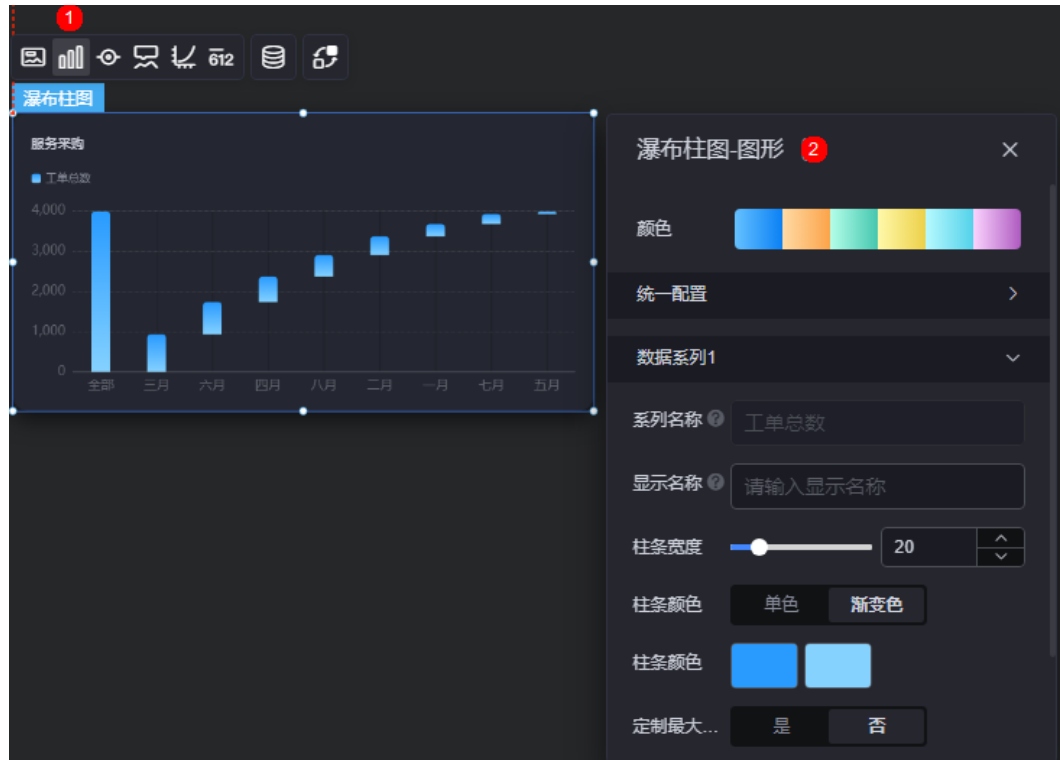 1
612
瀑布柱图
服务采购
工单总数
4,000
3,000
2,000
1,000
0
全部 三月 六月 四月 八月 二月 一月 七月 五月
瀑布柱图-图形 2
颜色
统一配置
数据系列1
系列名称 工单总数
显示名称 请输入显示名称
柱条宽度 20
柱条颜色 单色 渐变色
柱条颜色
定制最大... 是 否